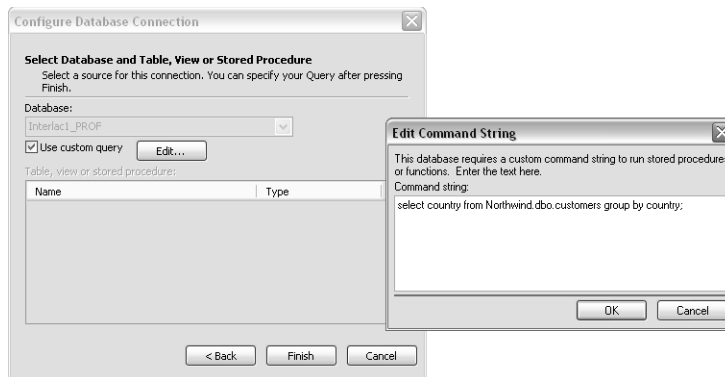 Configure Database Connection
Select Database and Table, View or Stored Procedure
Select a source for this connection. You can specify your Query after pressing
Finish.
Database:
Interlac1_PROF
Use custom query
Edit...
Table, view or stored procedure:
Name
Type
< Back
Finish
Cancel
Edit Command String
This database requires a custom command string to run stored procedures
or functions. Enter the text here.
Command string:
select country from Northwind.dbo.customers group by country;
OK
Cancel